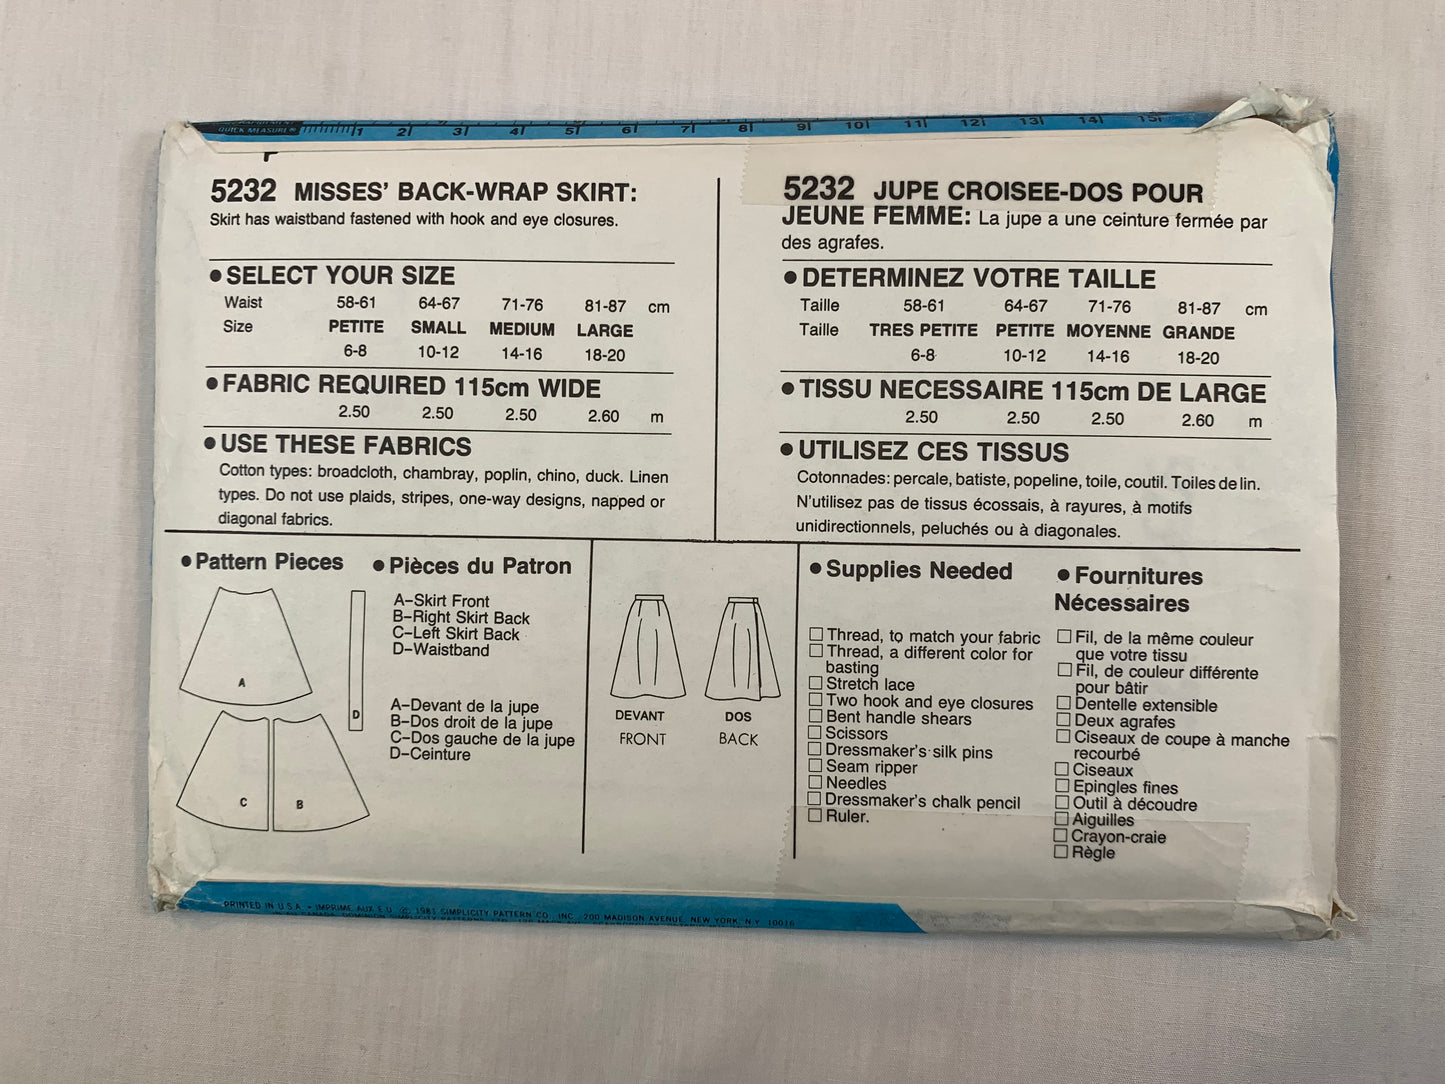 QUICK MEASURE®
1 2 3 4 5 6 7 8 9 10 11 12 13 14 15
5232 MISSES' BACK-WRAP SKIRT:
Skirt has waistband fastened with hook and eye closures.
● SELECT YOUR SIZE
Waist 58-61 64-67 71-76 81-87 cm
Size PETITE SMALL MEDIUM LARGE
6-8 10-12 14-16 18-20
● FABRIC REQUIRED 115cm WIDE
2.50 2.50 2.50 2.60 m
● USE THESE FABRICS
Cotton types: broadcloth, chambray, poplin, chino, duck. Linen
types. Do not use plaids, stripes, one-way designs, napped or
diagonal fabrics.
5232 JUPE CROISEE-DOS POUR
JEUNE FEMME: La jupe a une ceinture fermée par
des agrafes.
● DETERMINEZ VOTRE TAILLE
Taille 58-61 64-67 71-76 81-87 cm
Taille TRES PETITE PETITE MOYENNE GRANDE
6-8 10-12 14-16 18-20
● TISSU NECESSAIRE 115cm DE LARGE
2.50 2.50 2.50 2.60 m
● UTILISEZ CES TISSUS
Cotonnades: percale, batiste, popeline, toile, coutil. Toiles de lin.
N'utilisez pas de tissus écossais, à rayures, à motifs
unidirectionnels, peluchés ou à diagonales.
● Pattern Pieces
A
D
C
B
● Pièces du Patron
A–Skirt Front
B–Right Skirt Back
C–Left Skirt Back
D–Waistband
A–Devant de la jupe
B–Dos droit de la jupe
C–Dos gauche de la jupe
D–Ceinture
DEVANT DOS
FRONT BACK
● Supplies Needed
☐ Thread, to match your fabric
☐ Thread, a different color for
basting
☐ Stretch lace
☐ Two hook and eye closures
☐ Bent handle shears
☐ Scissors
☐ Dressmaker's silk pins
☐ Seam ripper
☐ Needles
☐ Dressmaker's chalk pencil
☐ Ruler.
● Fournitures
Nécessaires
☐ Fil, de la même couleur
que votre tissu
☐ Fil, de couleur différente
pour bâtir
☐ Dentelle extensible
☐ Deux agrafes
☐ Ciseaux de coupe à manche
recourbé
☐ Ciseaux
☐ Epingles fines
☐ Outil à découdre
☐ Aiguilles
☐ Crayon-craie
☐ Règle
PRINTED IN U.S.A. • IMPRIME AUX E.U. © 1981 SIMPLICITY PATTERN CO. INC. 200 MADISON AVENUE, NEW YORK, N.Y. 10016